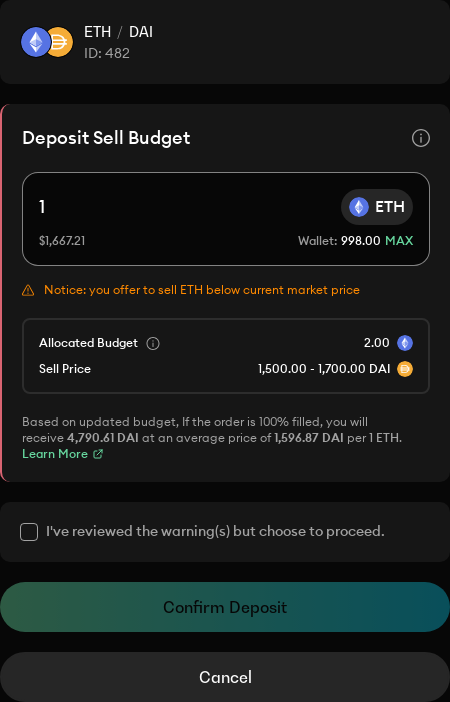 ETH / DAI
ID: 482
Deposit Sell Budget
1
ETH
$1,667.21
Wallet: 998.00 MAX
Notice: you offer to sell ETH below current market price
Allocated Budget
2.00
Sell Price
1,500.00 - 1,700.00 DAI
Based on updated budget, If the order is 100% filled, you will
receive 4,790.61 DAI at an average price of 1,596.87 DAI per 1 ETH.
Learn More
I've reviewed the warning(s) but choose to proceed.
Confirm Deposit
Cancel